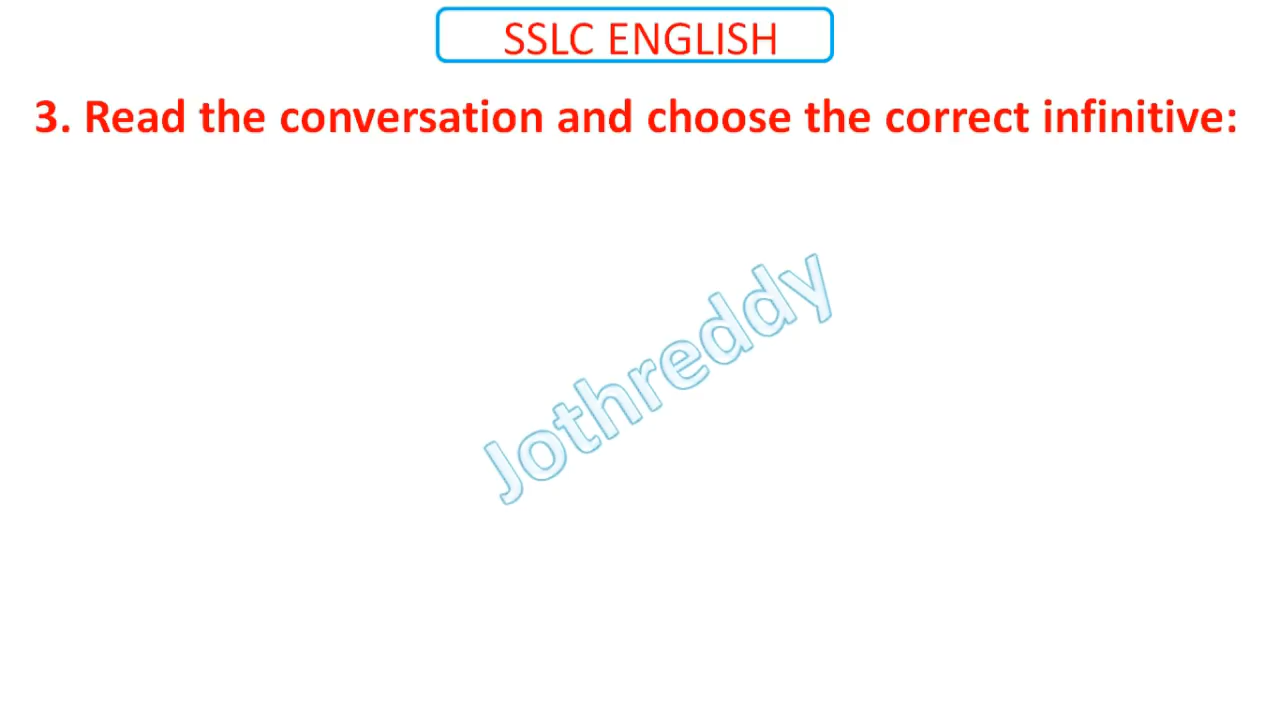 SSLC ENGLISH
3. Read the conversation and choose the correct infinitive:
Jothreddy